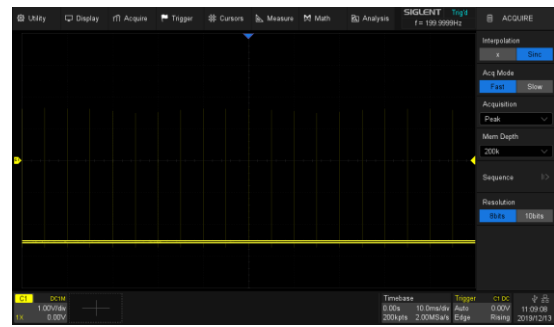 Utility Display Acquire Trigger Cursors Measure Math Analysis SIGLENT Trig'd ACQUIRE
f = 199.9999Hz
Interpolation
x Sinc
Acq Mode
Fast Slow
Acquisition
Peak
Mem Depth
200k
Sequence
Resolution
8bits 10bits
C1 DC1M Timebase Trigger C1 DC
1.00V/div 0.00s 10.0ms/div Auto 0.00V 11:09:08
1X 0.00V 200kpts 2.00MSa/s Edge Rising 2019/12/13